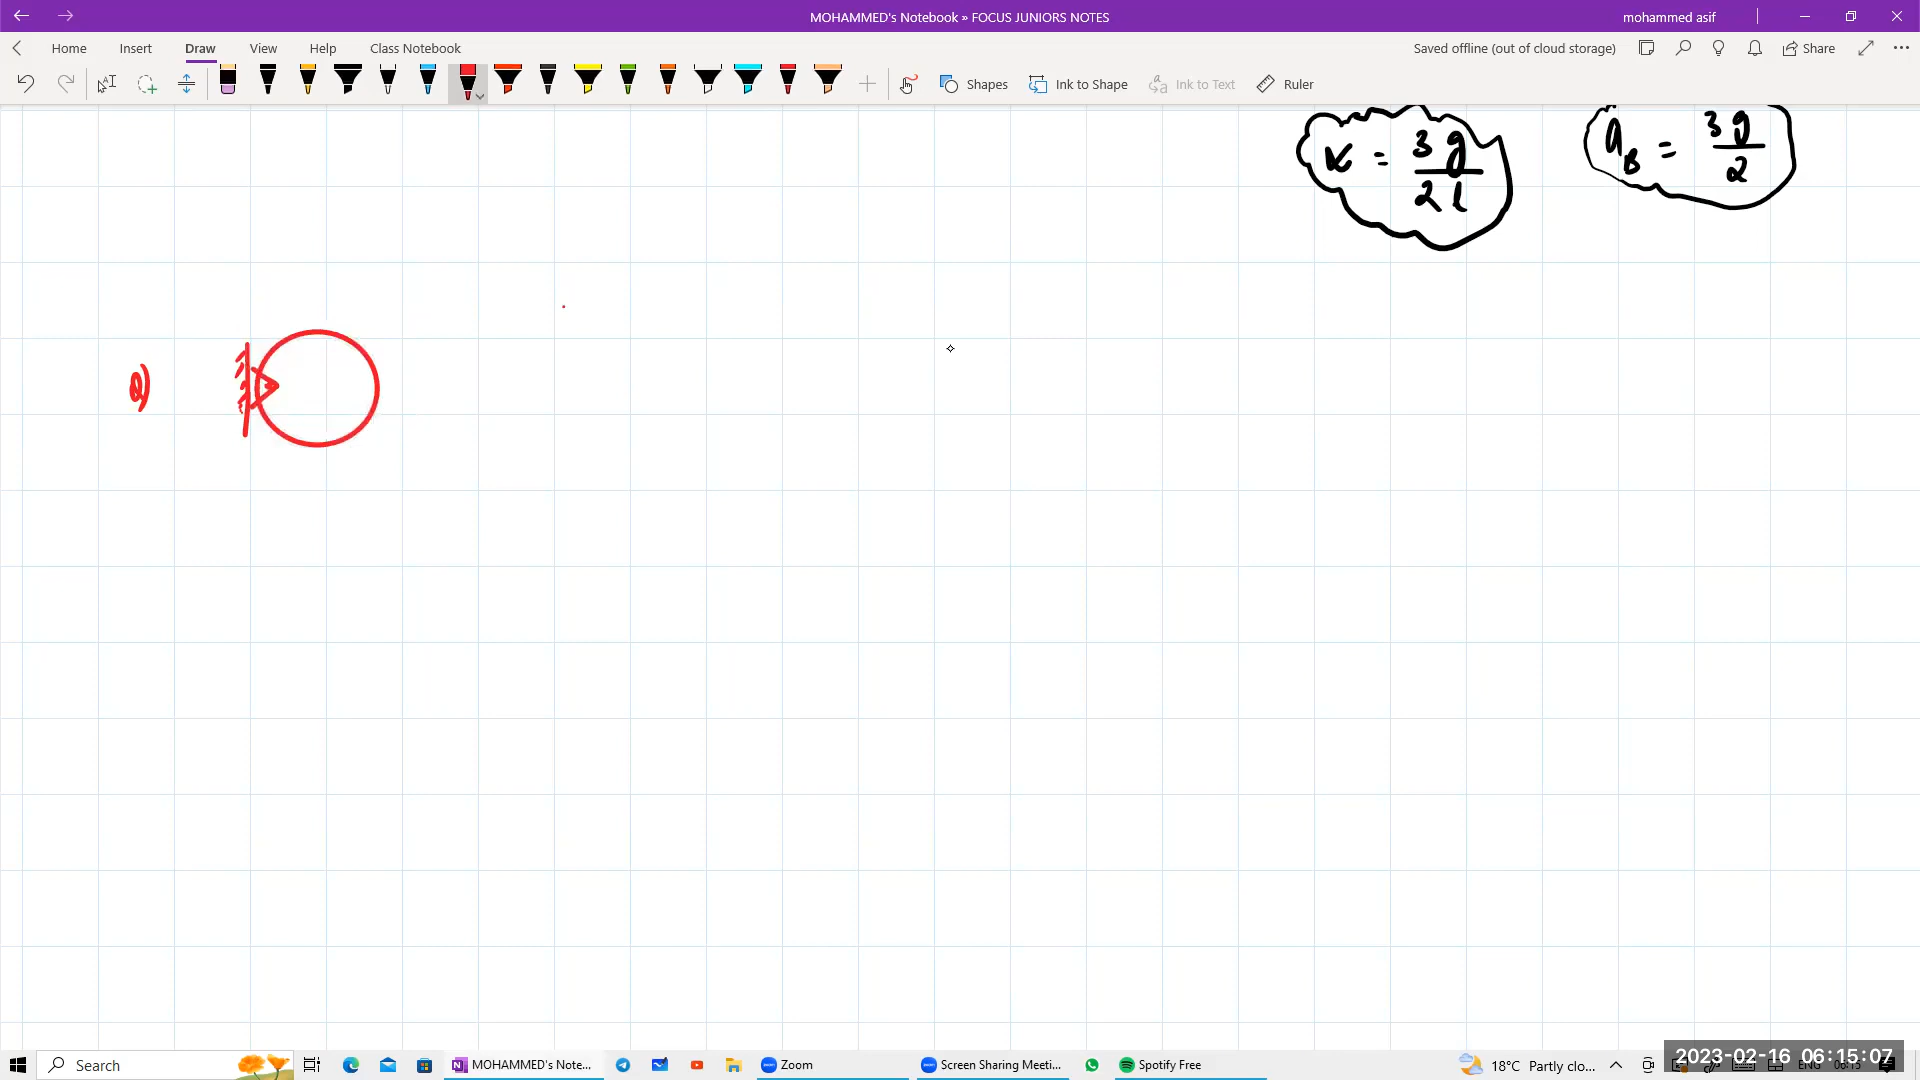 MOHAMMED's Notebook » FOCUS JUNIORS NOTES
mohammed asif
Home Insert Draw View Help Class Notebook
Saved offline (out of cloud storage)
Share
Shapes
Ink to Shape
Ink to Text
Ruler
α = 3g/2l
a_B = 3g/2
Q)
Search
MOHAMMED's Note...
Zoom
Screen Sharing Meeti...
Spotify Free
18°C Partly clo...
2023-02-16 06:15:07